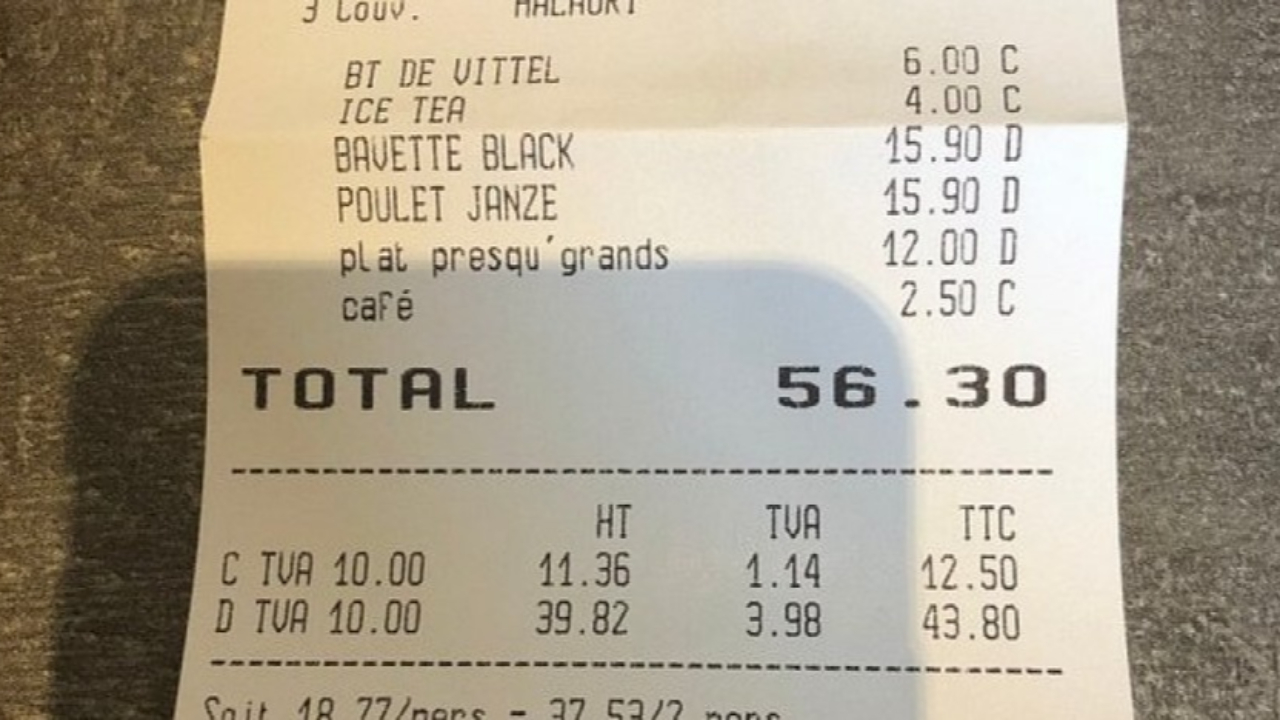 3 Couv. MALAURY
BT DE VITTEL 6.00 C
ICE TEA 4.00 C
BAVETTE BLACK 15.90 D
POULET JANZE 15.90 D
plat presqu'grands 12.00 D
café 2.50 C
TOTAL 56.30
HT TVA TTC
C TVA 10.00 11.36 1.14 12.50
D TVA 10.00 39.82 3.98 43.80
Soit 18.77/pers - 37.53/2 pers